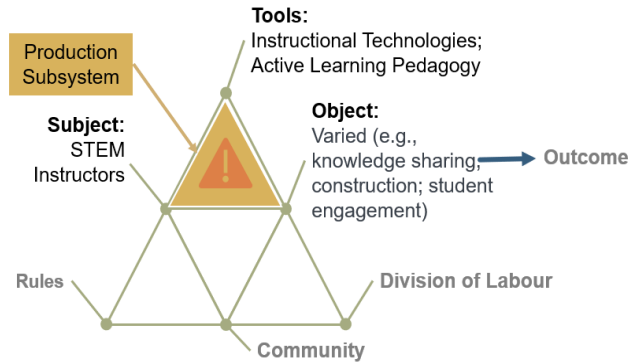 Tools:
Instructional Technologies;
Active Learning Pedagogy
Production
Subsystem
Subject:
STEM
Instructors
Object:
Varied (e.g.,
knowledge sharing,
construction; student
engagement)
Outcome
Rules
Division of Labour
Community